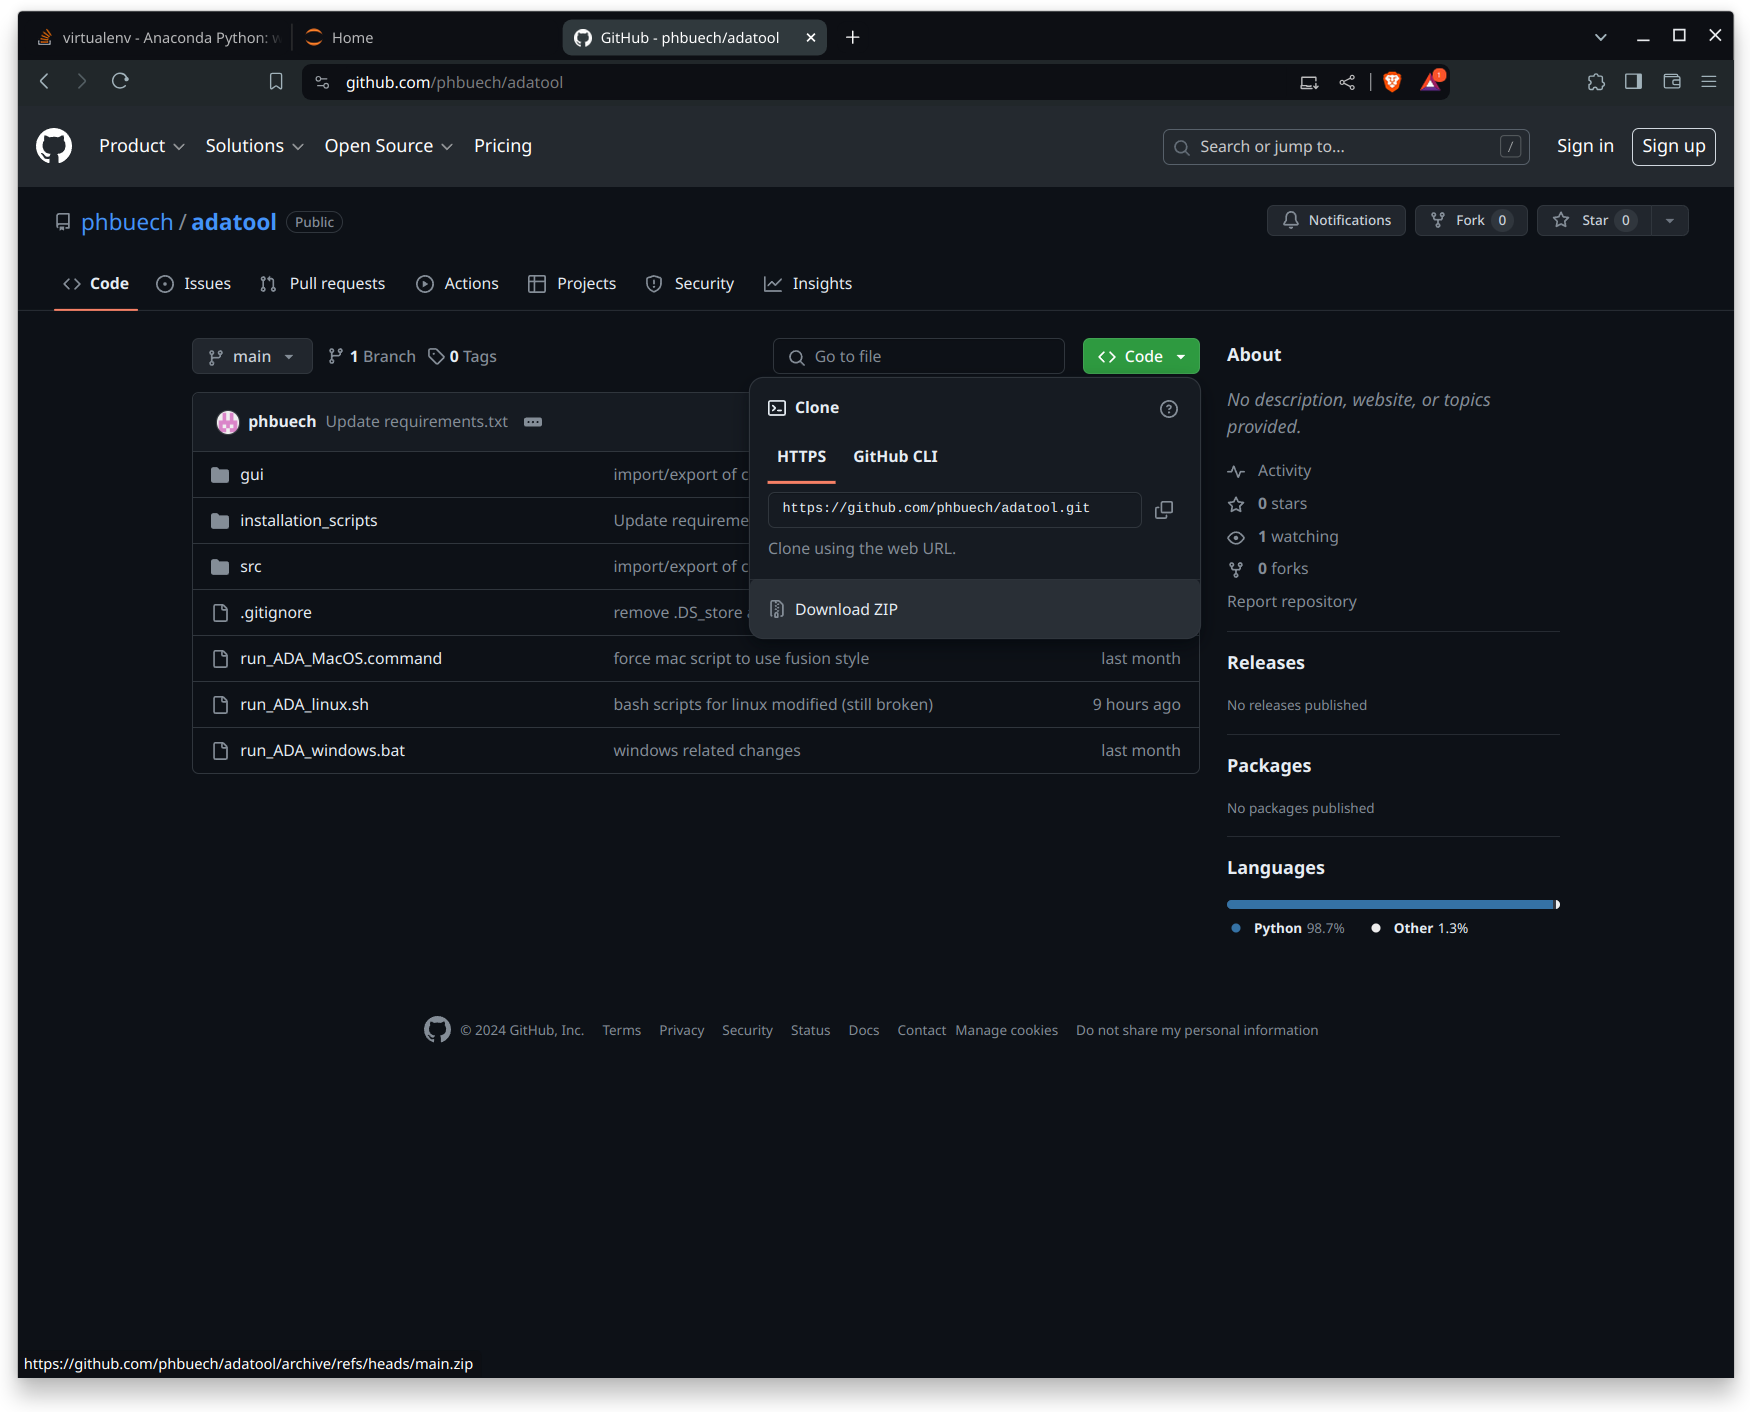 virtualenv - Anaconda Python: w
Home
GitHub - phbuech/adatool
github.com/phbuech/adatool
Product
Solutions
Open Source
Pricing
Search or jump to...
/
Sign in
Sign up
phbuech / adatool
Public
Notifications
Fork 0
Star 0
Code
Issues
Pull requests
Actions
Projects
Security
Insights
main
1 Branch
0 Tags
Go to file
Code
phbuech Update requirements.txt
gui
import/export of c
installation_scripts
Update requireme
src
import/export of c
.gitignore
remove .DS_store
run_ADA_MacOS.command
force mac script to use fusion style
last month
run_ADA_linux.sh
bash scripts for linux modified (still broken)
9 hours ago
run_ADA_windows.bat
windows related changes
last month
Clone
HTTPS
GitHub CLI
https://github.com/phbuech/adatool.git
Clone using the web URL.
Download ZIP
About
No description, website, or topics
provided.
Activity
0 stars
1 watching
0 forks
Report repository
Releases
No releases published
Packages
No packages published
Languages
Python 98.7%
Other 1.3%
© 2024 GitHub, Inc.
Terms
Privacy
Security
Status
Docs
Contact
Manage cookies
Do not share my personal information
https://github.com/phbuech/adatool/archive/refs/heads/main.zip